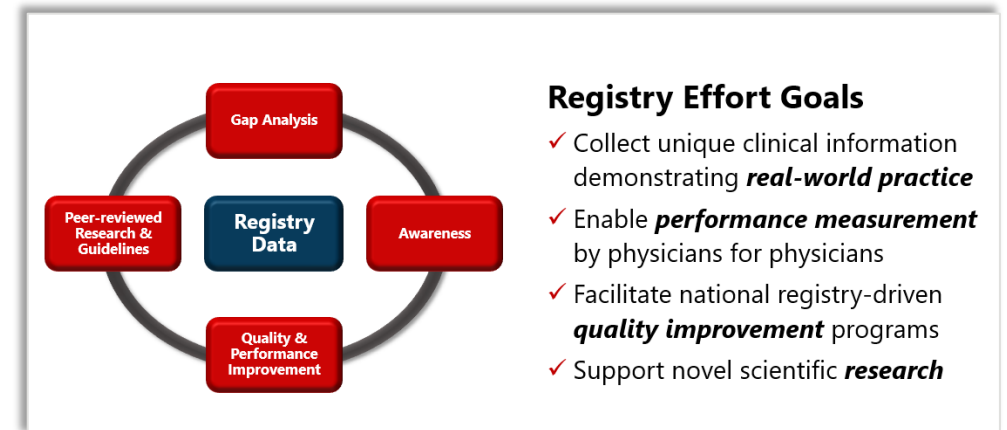 Gap Analysis
Peer-reviewed
Research &
Guidelines
Registry
Data
Awareness
Quality &
Performance
Improvement
Registry Effort Goals
✓ Collect unique clinical information
demonstrating real-world practice
✓ Enable performance measurement
by physicians for physicians
✓ Facilitate national registry-driven
quality improvement programs
✓ Support novel scientific research